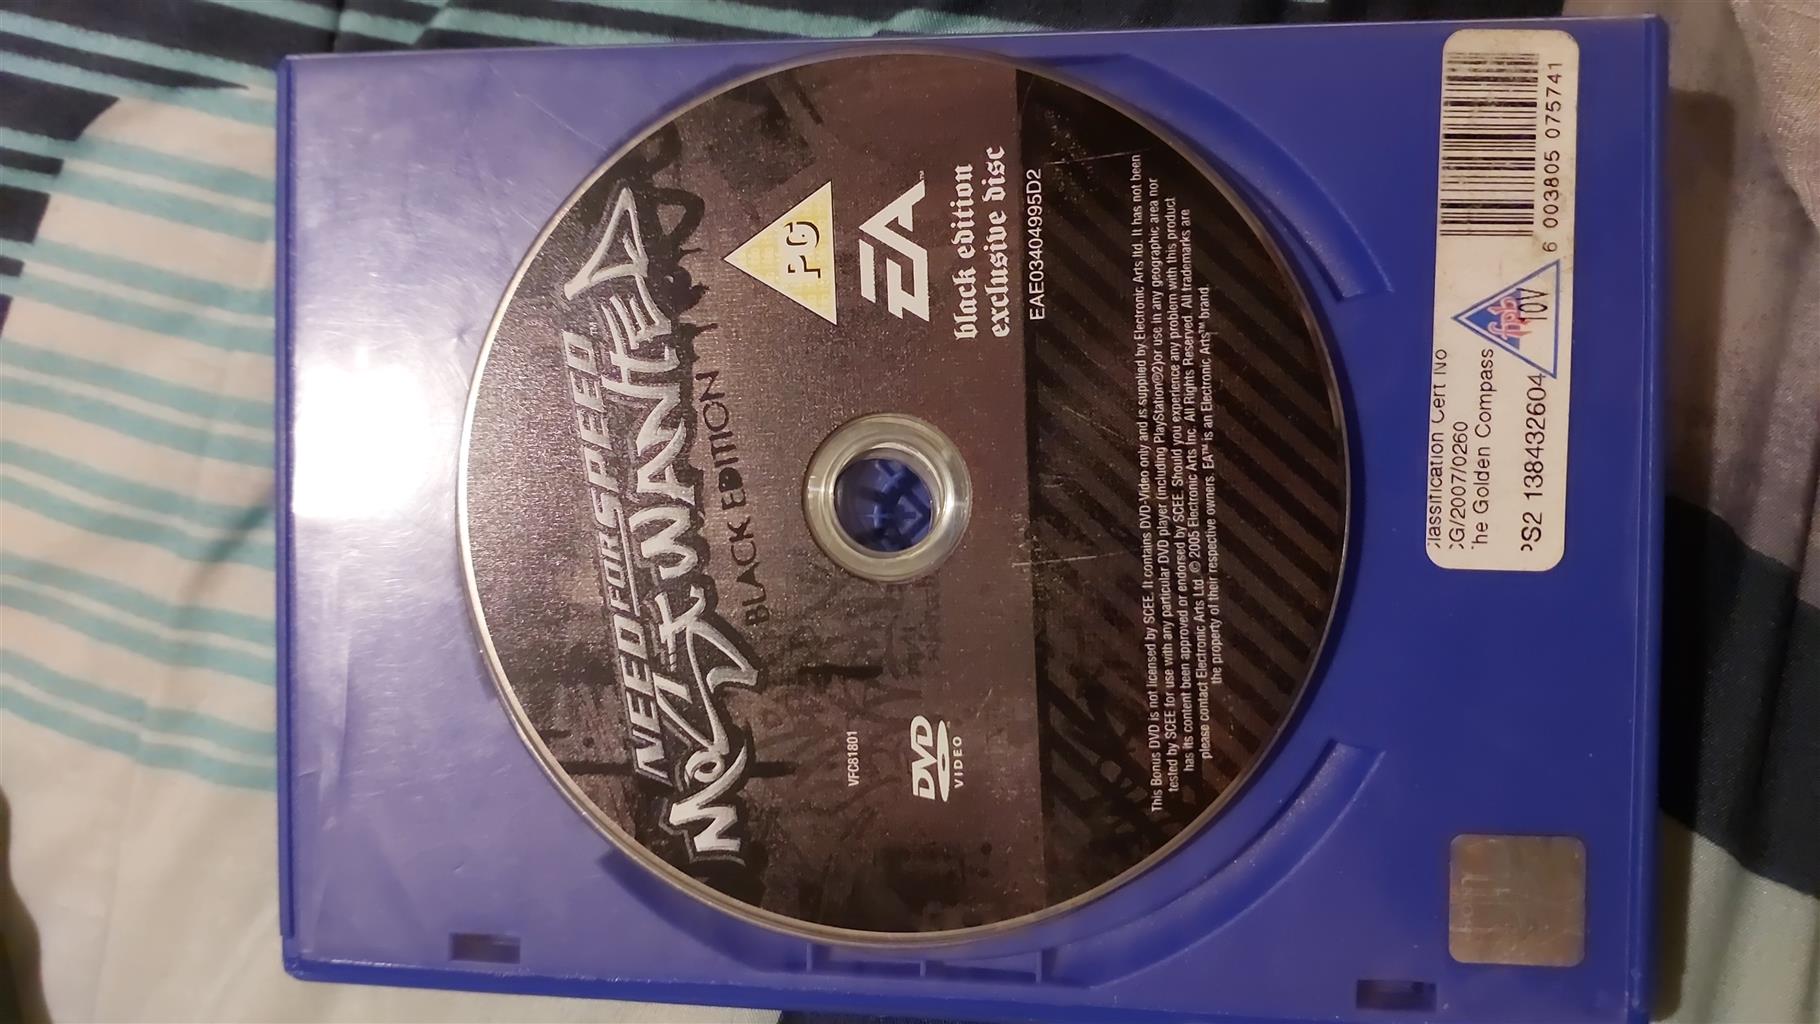 NEED FOR SPEED™
MOST WANTED
BLACK EDITION
PG
EA™
VFC81801
DVD
VIDEO
black edition
exclusive disc
EAE03404995D2
This Bonus DVD is not licensed by SCEE. It contains DVD-Video only and is supplied by Electronic Arts ltd. It has not been
tested by SCEE for use with any particular DVD player (including PlayStation®2)or use in any geographic area nor
has its content been approved or endorsed by SCEE. Should you experience any problem with this product
please contact Electronic Arts Ltd. © 2005 Electronic Arts Inc. All Rights Reserved. All trademarks are
the property of their respective owners. EA™ is an Electronic Arts™ brand.
lassification Cert No
G/2007/0260
he Golden Compass
PS2 138432604
fpb
10V
6 003805 075741